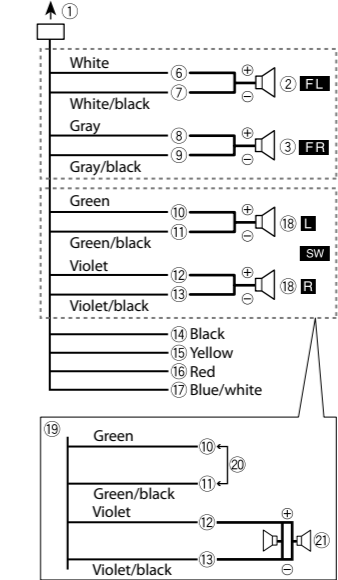 ①
White
⑥
⊕
② FL
⑦
⊖
White/black
Gray
⑧
⊕
③ FR
⑨
⊖
Gray/black
Green
⑩
⊕
⑱ L
⑪
⊖
Green/black
SW
Violet
⑫
⊕
⑱ R
⑬
⊖
Violet/black
⑭ Black
⑮ Yellow
⑯ Red
⑰ Blue/white
⑲
Green
⑩
⑳
⑪
Green/black
Violet
⑫
⊕
㉑
⑬
⊖
Violet/black